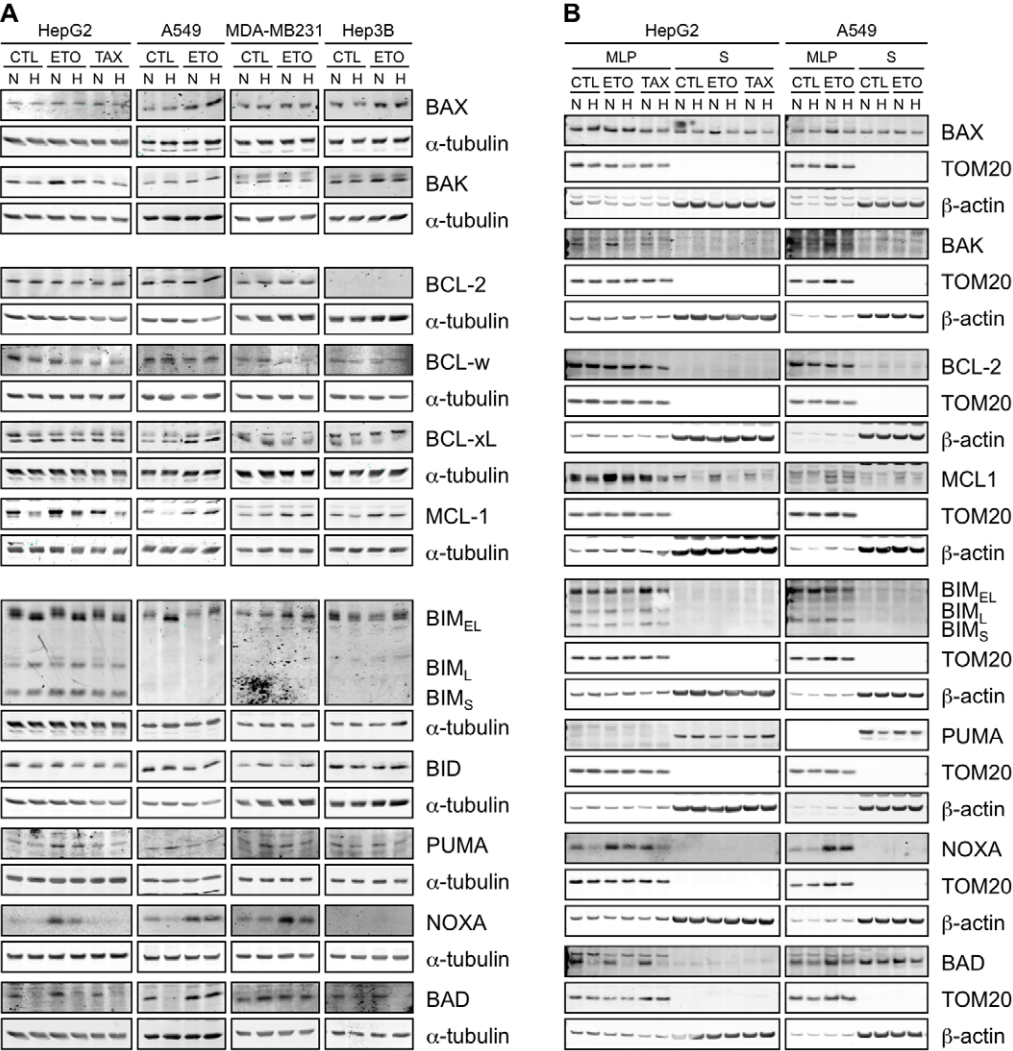 A
HepG2 A549 MDA-MB231 Hep3B
CTL ETO TAX CTL ETO CTL ETO CTL ETO
N H N H N H N H N H N H N H N H N H
BAX
α-tubulin
BAK
α-tubulin
BCL-2
α-tubulin
BCL-w
α-tubulin
BCL-xL
α-tubulin
MCL-1
α-tubulin
BIMEL
BIML
BIMS
α-tubulin
BID
α-tubulin
PUMA
α-tubulin
NOXA
α-tubulin
BAD
α-tubulin
B
HepG2 A549
MLP S MLP S
CTL ETO TAX CTL ETO TAX CTL ETO CTL ETO
N H N H N H N H N H N H N H N H N H N H
BAX
TOM20
β-actin
BAK
TOM20
β-actin
BCL-2
TOM20
β-actin
MCL1
TOM20
β-actin
BIMEL
BIML
BIMS
TOM20
β-actin
PUMA
TOM20
β-actin
NOXA
TOM20
β-actin
BAD
TOM20
β-actin